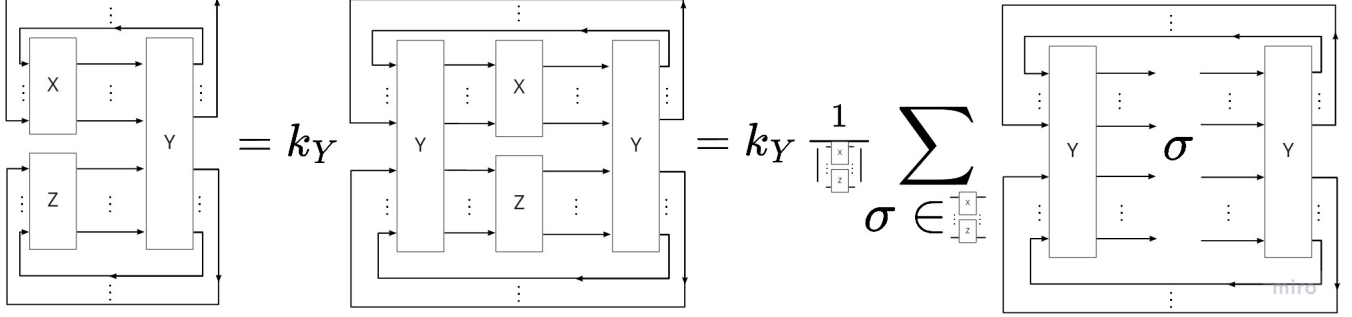 X
Z
Y
= k_Y
Y
X
Z
Y
= k_Y 1 / | X ⋮ Z | ∑ σ ∈ X ⋮ Z
Y
σ
Y
miro